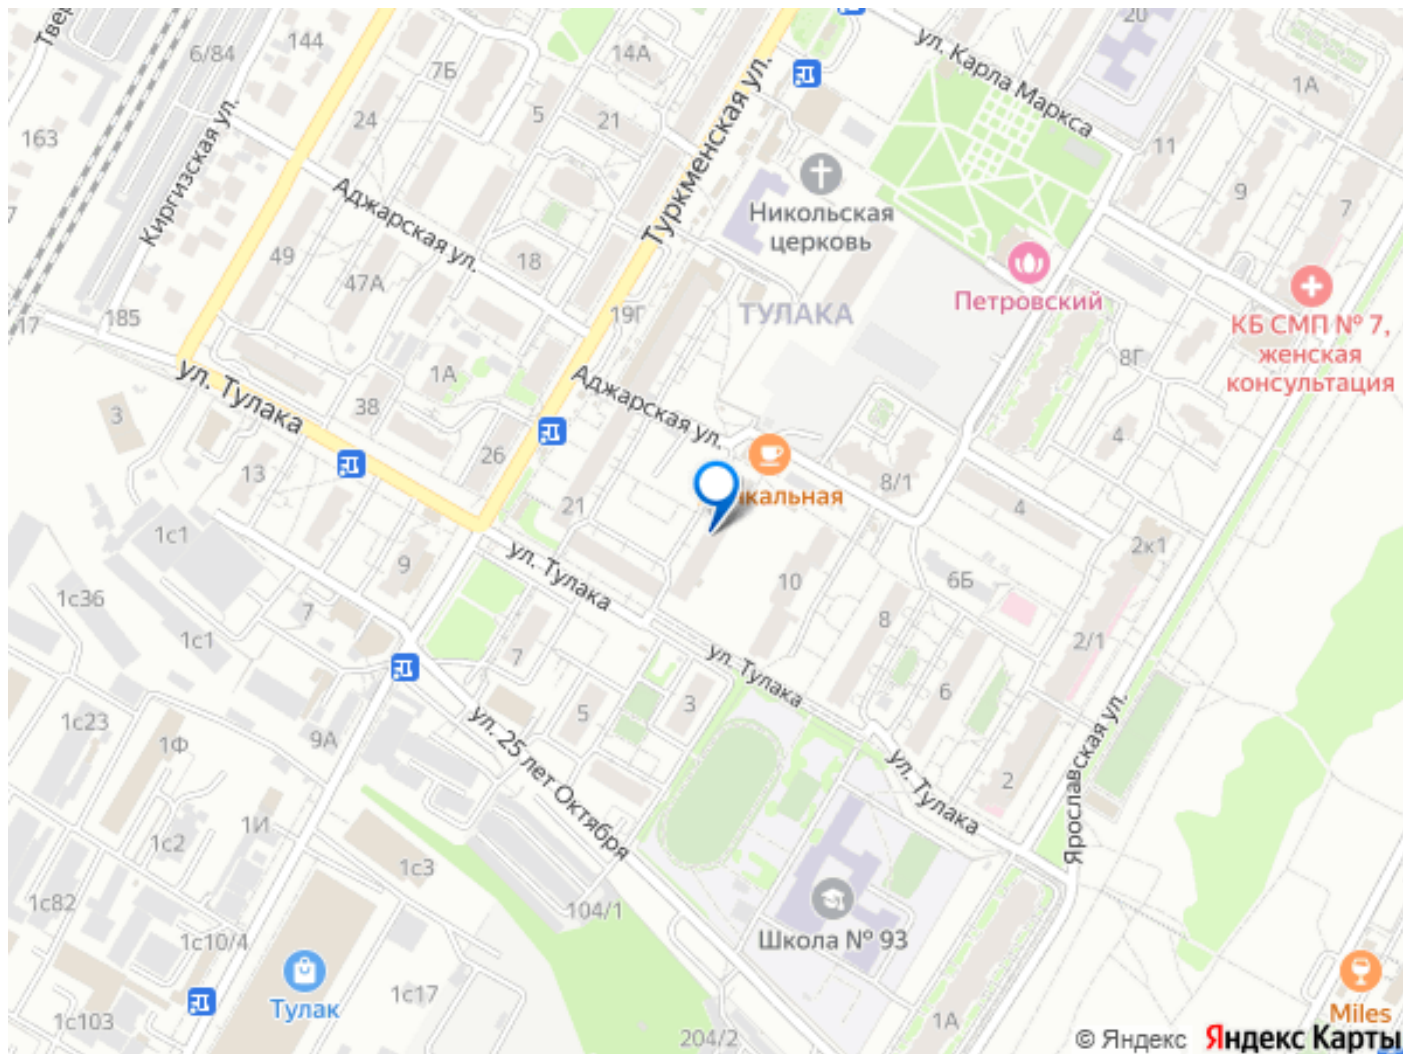 20
6/84
144
14А
ул. Карла Маркса
7Б
1А
Киргизская ул.
163
24
5
21
Туркменская ул.
11
9
7
Никольская
церковь
Аджарская ул.
49
47А
18
19Г
ТУЛАКА
Петровский
17
185
КБ СМП № 7,
женская
консультация
8Г
1А
ул. Тулака
38
3
Аджарская ул.
26
13
4
8/1
4
21
1с1
2к1
9
ул. Тулака
1с36
7
1с1
10
6Б
8
2/1
7
ул. Тулака
6
3
5
1с23
9А
1Ф
ул. 25 лет Октября
ул. Тулака
2
Ярославская ул.
1И
1с2
1с3
1с82
104/1
1с10/4
Школа № 93
Тулак
1с17
1с103
204/2
1А
Miles
© Яндекс Яндекс Карты